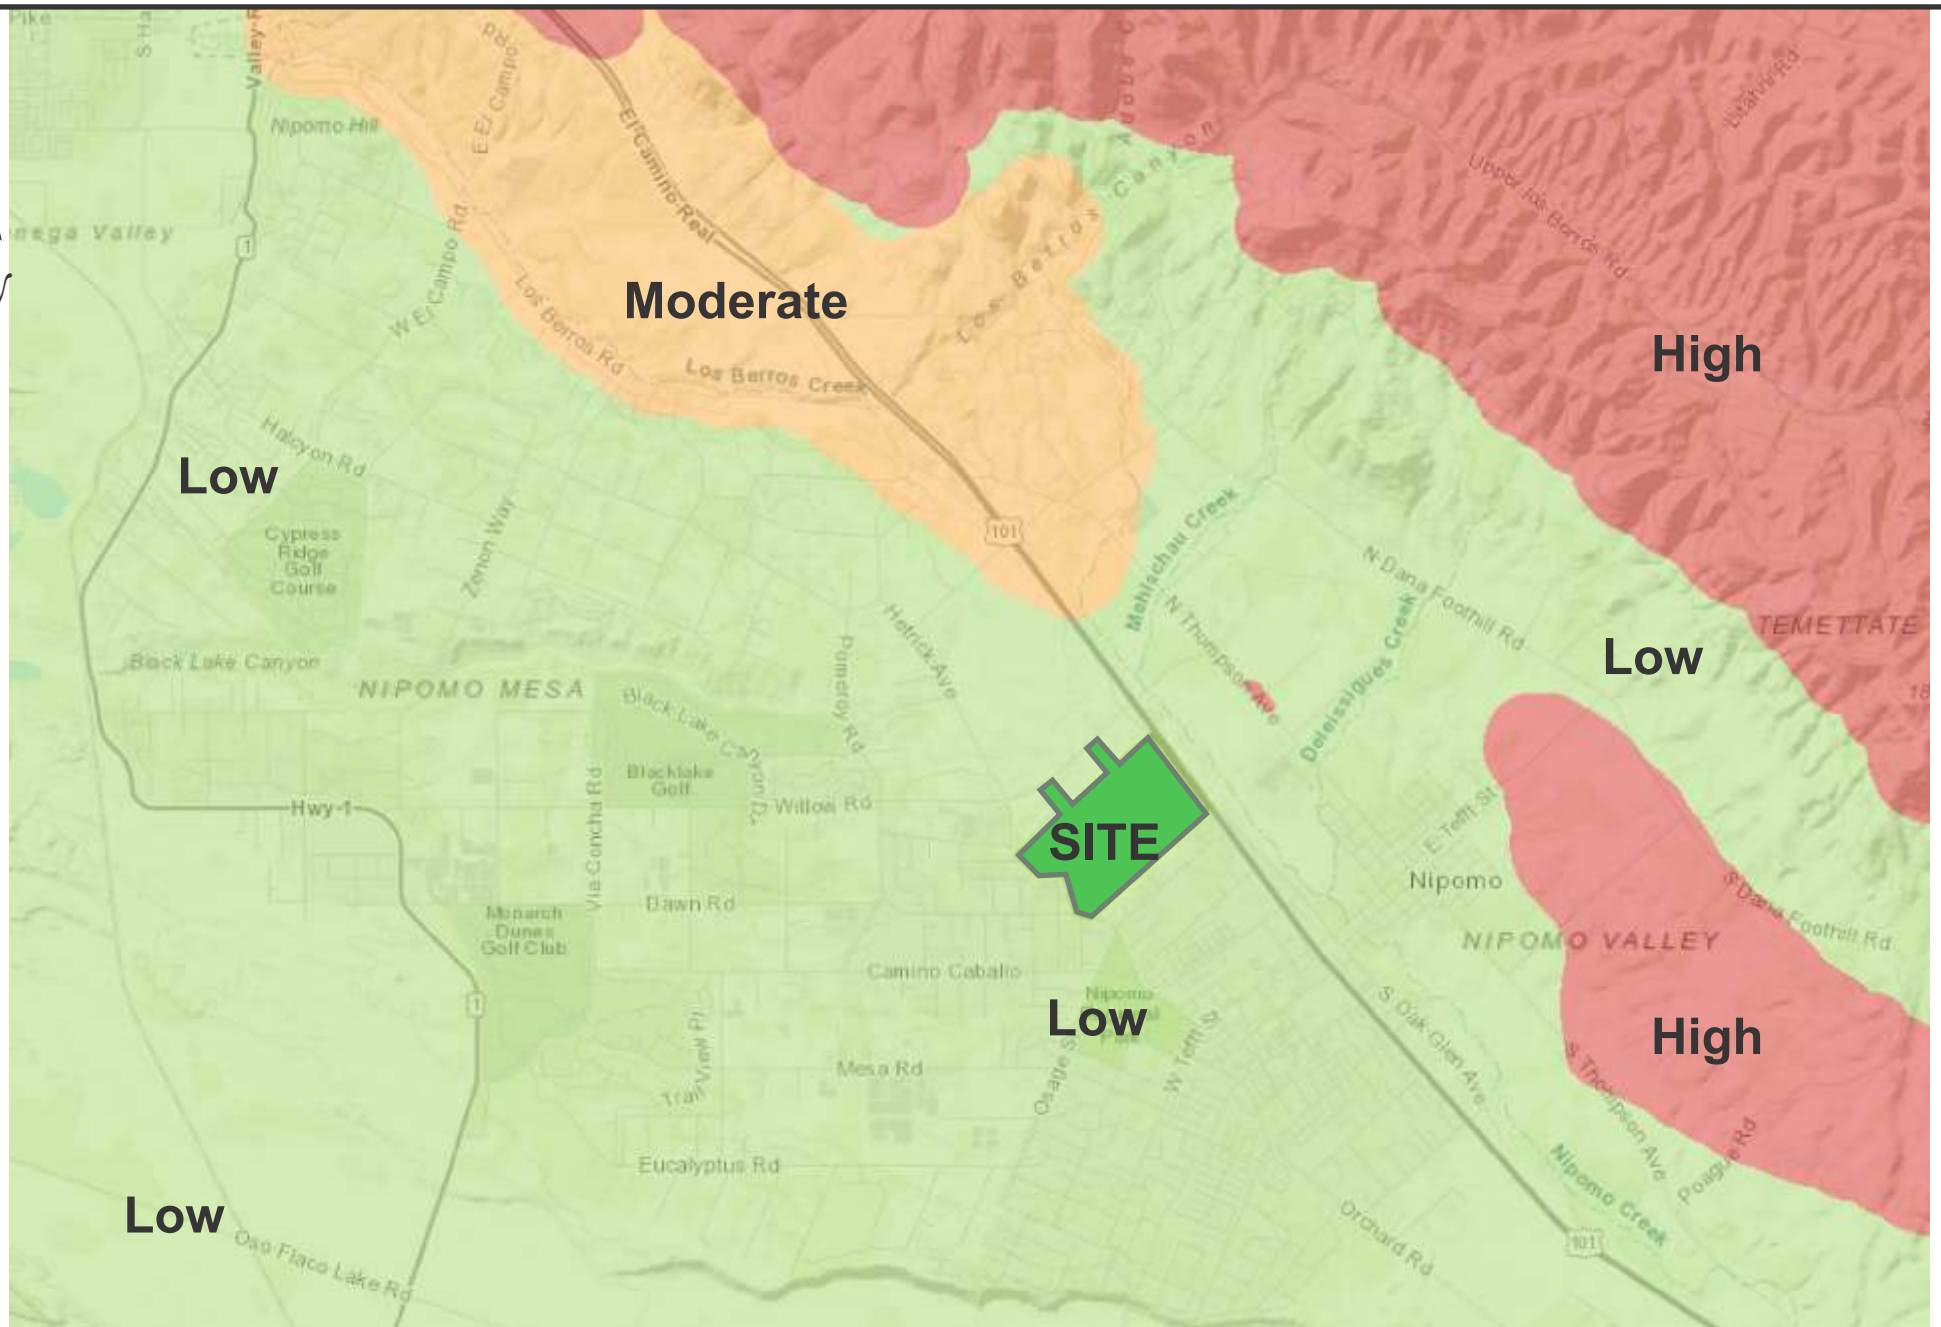 Pike
S Ha
Valley R
E El Campo Rd
Adobe C
Nipomo Hill
El Camino Real
Los Berros Canyon
Upper Los Berros Rd
enega Valley
1
W El Campo Rd
Moderate
Los Berros Rd
Los Berros Creek
High
Halcyon Rd
Low
Cypress
Ridge
Golf
Course
Zenon Way
101
Mehlschau Creek
N Dana Foothill Rd
N Thompson Ave
Deleissigues Creek
TEMETTATE
Low
Hetrick Ave
Pomeroy Rd
Black Lake Canyon
NIPOMO MESA
18
Black Lake Canyon Dr
Blacklake
Golf
Via Concha Rd
Willow Rd
Hwy-1
SITE
E Tefft St
Nipomo
S Dana Foothill Rd
NIPOMO VALLEY
Dawn Rd
Monarch
Dunes
Golf Club
Camino Caballo
Nipomo
Low
1
S Oak Glen Ave
High
W Tefft St
Osage S
Mesa Rd
S Thompson Ave
Poague Rd
Eucalyptus Rd
Nipomo Creek
Low
Oso Flaco Lake Rd
Orchard Rd
101